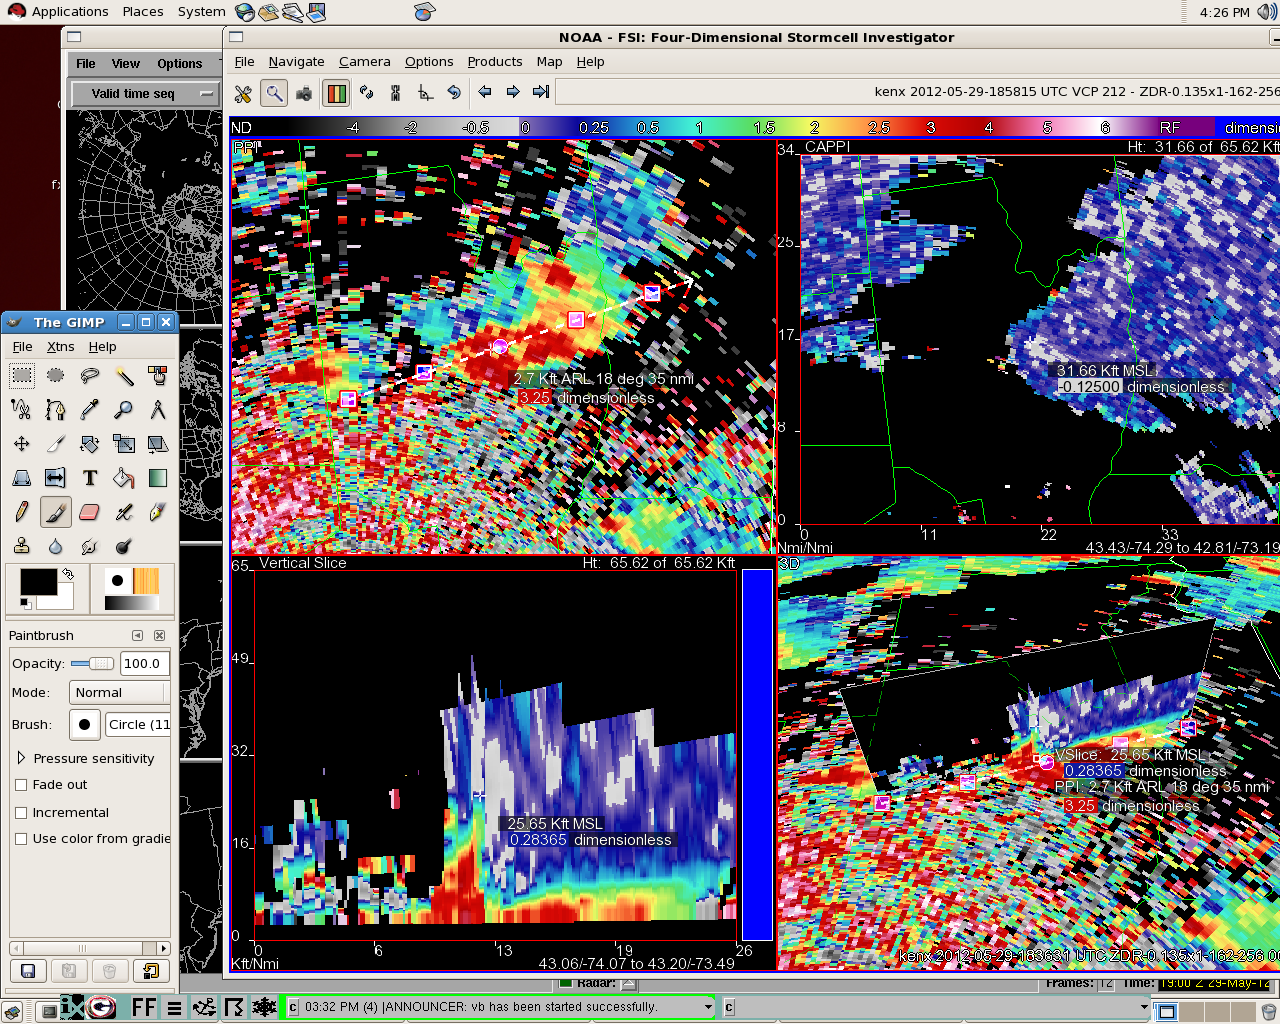 Applications Places System 4:26 PM
NOAA - FSI: Four-Dimensional Stormcell Investigator
File View Options
File Navigate Camera Options Products Map Help
Valid time seq
kenx 2012-05-29-185815 UTC VCP 212 - ZDR-0.135x1-162-256
ND -4 -2 -0.5 0 0.25 0.5 1 1.5 2 2.5 3 4 5 6 RF dimensio
PPI
34 CAPPI Ht: 31.66 of 65.62 Kft
25
17
8
0
2.7 Kft ARL 18 deg 35 nmi
3.25 dimensionless
31.66 Kft MSL
-0.12500 dimensionless
0 11 22 33
Nmi/Nmi 43.43/-74.29 to 42.81/-73.19
The GIMP
File Xtns Help
Paintbrush
Opacity: 100.0
Mode: Normal
Brush: Circle (11
Pressure sensitivity
Fade out
Incremental
Use color from gradie
Vertical Slice Ht: 65.62 of 65.62 Kft
65.
49
32
16
0
25.65 Kft MSL
0.28365 dimensionless
0 6 13 19 26
Kft/Nmi 43.06/-74.07 to 43.20/-73.49
3D
VSlice: 25.65 Kft MSL
0.28365 dimensionless
PPI: 2.7 Kft ARL 18 deg 35 nmi
3.25 dimensionless
kenx 2012-05-29-183631 UTC ZDR-0.135x1-162-256 00
Radar: Frames: 12 Time: 19:00 Z 29-May-12
FF
c 03:32 PM (4) |ANNOUNCER: vb has been started successfully. c